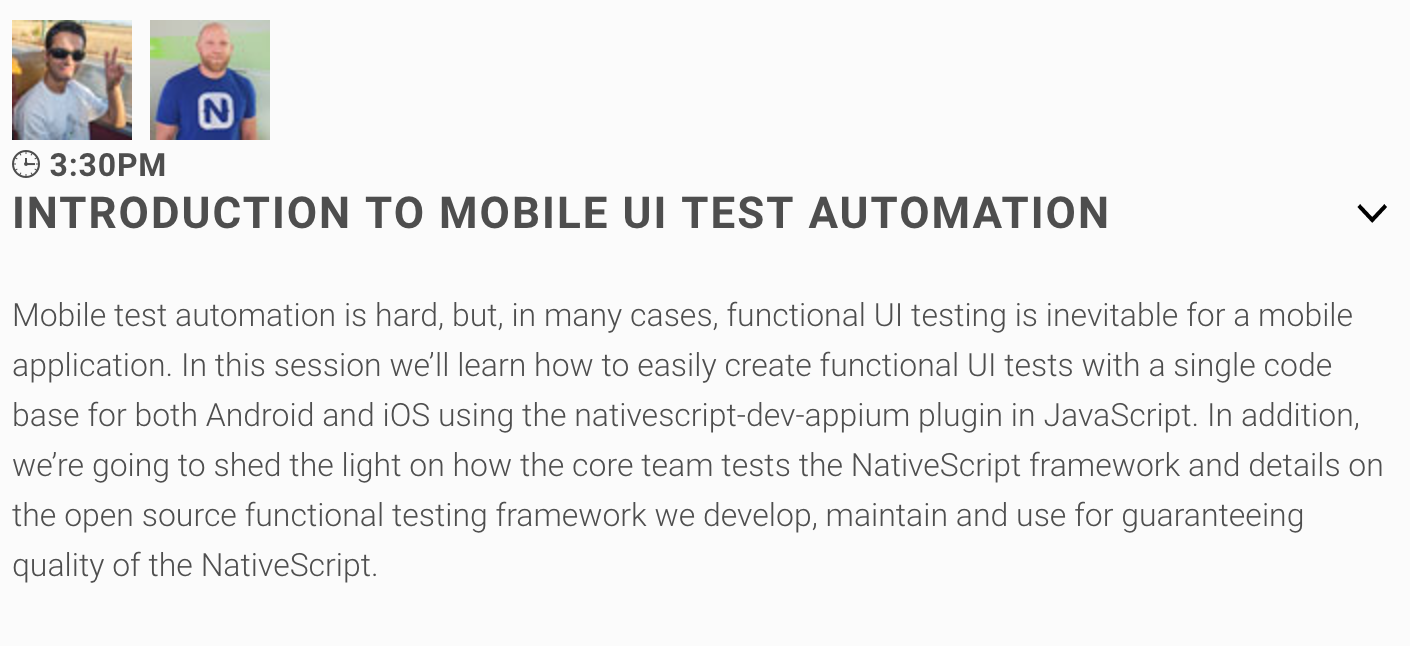 N
3:30PM
INTRODUCTION TO MOBILE UI TEST AUTOMATION
Mobile test automation is hard, but, in many cases, functional UI testing is inevitable for a mobile
application. In this session we’ll learn how to easily create functional UI tests with a single code
base for both Android and iOS using the nativescript-dev-appium plugin in JavaScript. In addition,
we’re going to shed the light on how the core team tests the NativeScript framework and details on
the open source functional testing framework we develop, maintain and use for guaranteeing
quality of the NativeScript.